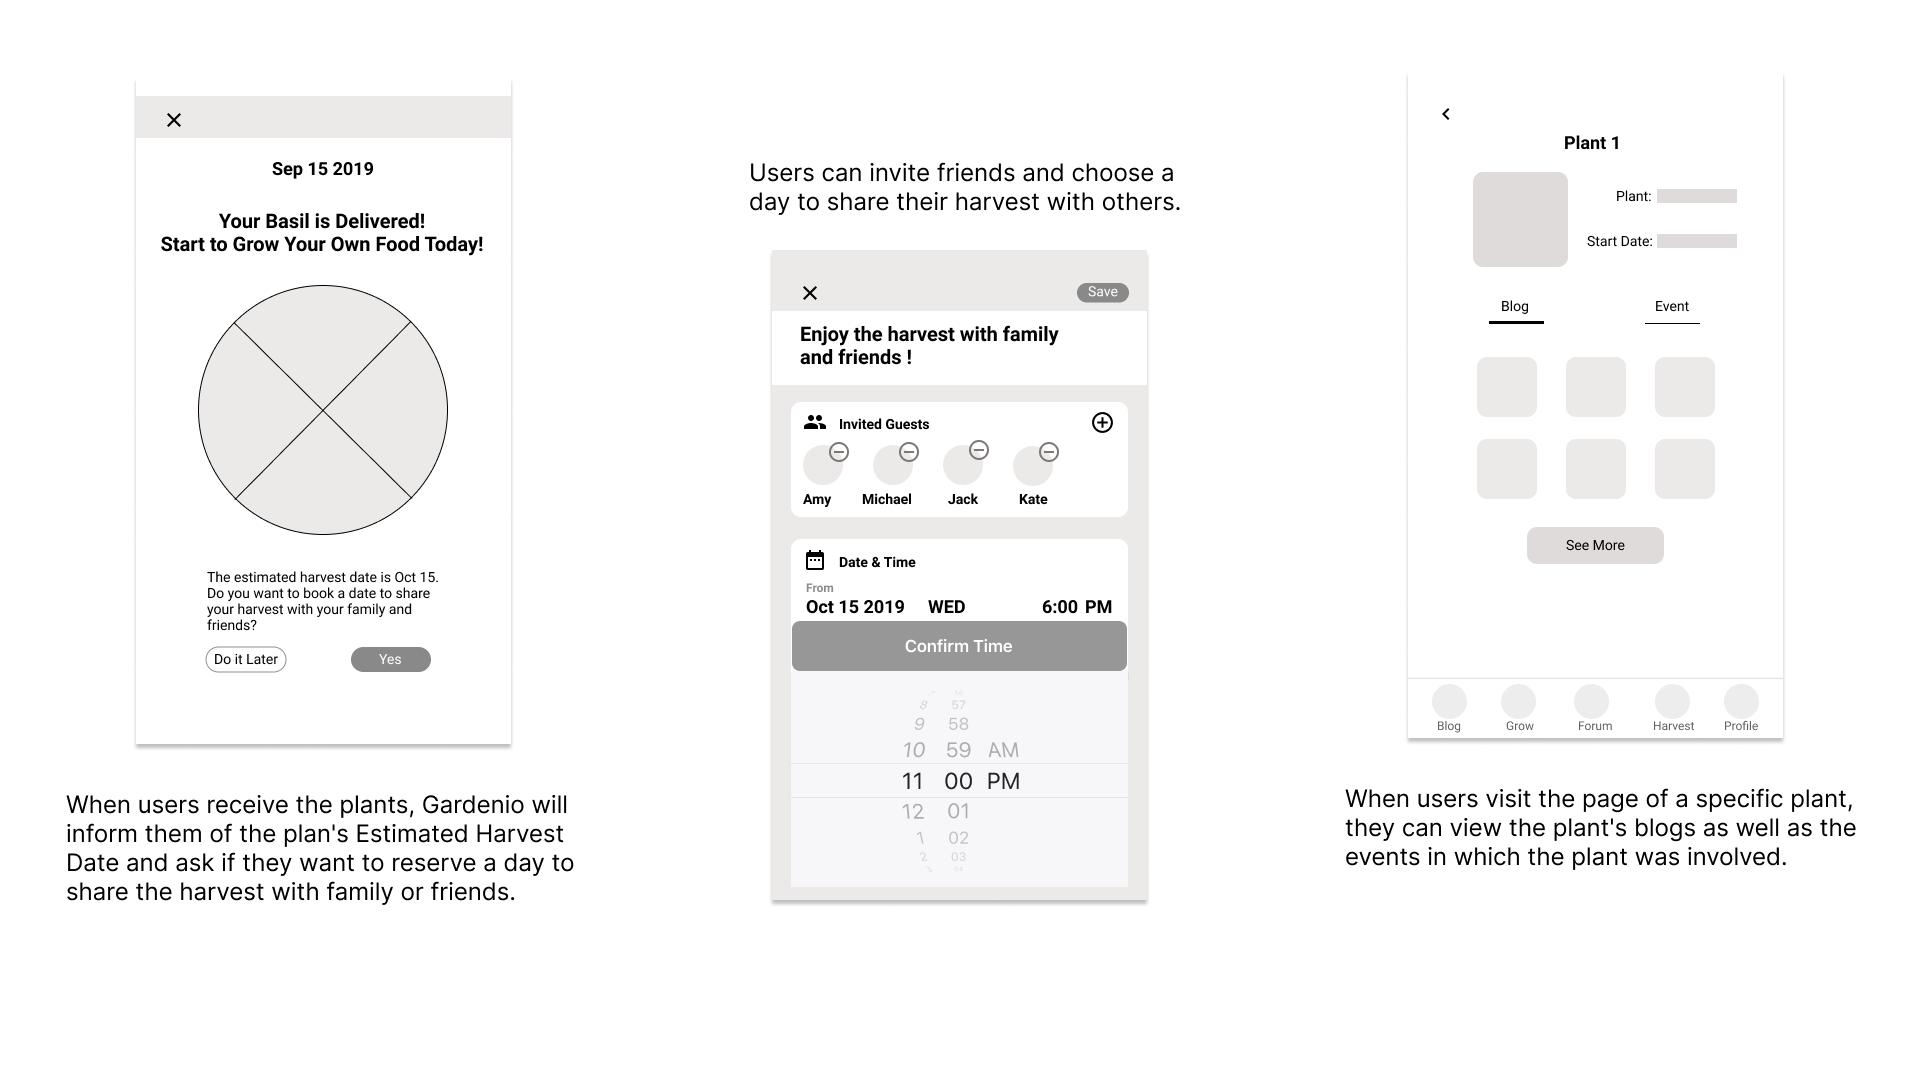 Sep 15 2019
Your Basil is Delivered!
Start to Grow Your Own Food Today!
The estimated harvest date is Oct 15.
Do you want to book a date to share
your harvest with your family and
friends?
Do it Later
Yes
When users receive the plants, Gardenio will
inform them of the plan's Estimated Harvest
Date and ask if they want to reserve a day to
share the harvest with family or friends.
Users can invite friends and choose a
day to share their harvest with others.
Save
Enjoy the harvest with family
and friends !
Invited Guests
Amy Michael Jack Kate
Date & Time
From
Oct 15 2019 WED 6:00 PM
Confirm Time
8 57
9 58
10 59 AM
11 00 PM
12 01
1 02
2 03
Plant 1
Plant:
Start Date:
Blog Event
See More
Blog Grow Forum Harvest Profile
When users visit the page of a specific plant,
they can view the plant's blogs as well as the
events in which the plant was involved.